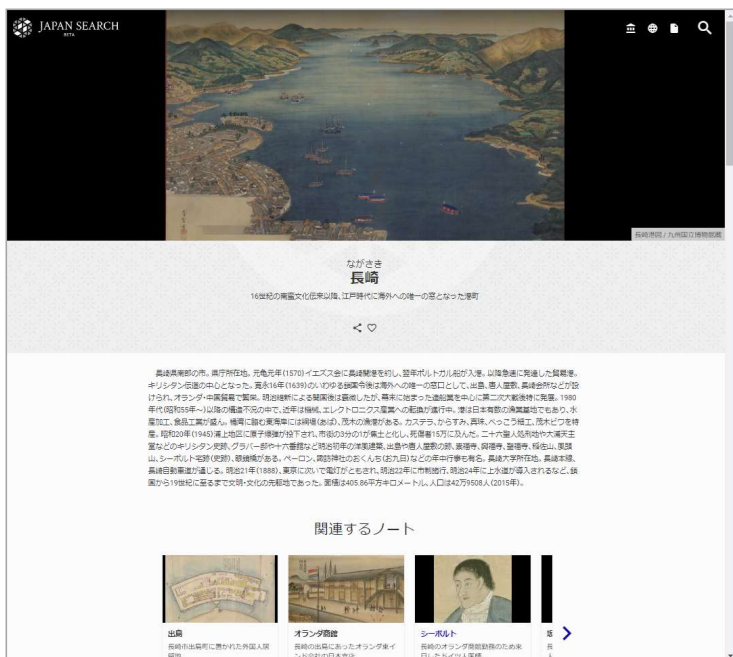 JAPAN SEARCH
BETA
長崎港図 / 九州国立博物館蔵
ながさき
長崎
16世紀の南蛮文化伝来以降、江戸時代に海外への唯一の窓となった港町
長崎県南部の市。県庁所在地。元亀元年(1570)イエズス会に長崎開港を約し、翌年ポルトガル船が入港。以降急速に発達した貿易港。
キリシタン伝道の中心となった。寛永16年(1639)のいわゆる鎖国令後は海外への唯一の窓口として、出島、唐人屋敷、長崎会所などが設
けられ、オランダ・中国貿易で繁栄。明治維新による開国後は衰微したが、幕末に始まった造船業を中心に第二次大戦後特に発展。1980
年代(昭和55年~)以降の構造不況の中で、近年は機械、エレクトロニクス産業への転換が進行中。港は日本有数の漁業基地でもあり、水
産加工、食品工業が盛ん。橘湾に臨む東海岸には網場(あば)、茂木の漁港がある。カステラ、からすみ、真珠、べっこう細工、茂木ビワを特
産。昭和20年(1945)浦上地区に原子爆弾が投下され、市街の3分の1が焦土と化し、死傷者15万に及んだ。二十六聖人処刑地や大浦天主
堂などのキリシタン史跡、グラバー邸や十六番館など明治初年の洋風建築、出島や唐人屋敷の跡、崇福寺、興福寺、聖福寺、稲佐山、風頭
山、シーボルト宅跡(史跡)、眼鏡橋がある。ペーロン、諏訪神社のおくんち(お九日)などの年中行事も有名。長崎大学所在地。長崎本線、
長崎自動車道が通じる。明治21年(1888)、東京に次いで電灯がともされ、明治22年に市制施行、明治24年に上水道が導入されるなど、鎖
国から19世紀に至るまで文明・文化の先駆地であった。面積は405.86平方キロメートル、人口は42万9508人(2015年)。
関連するノート
出島
長崎市出島町に置かれた外国人居
オランダ商館
長崎の出島にあったオランダ東イ
シーボルト
長崎のオランダ商館勤務のため来